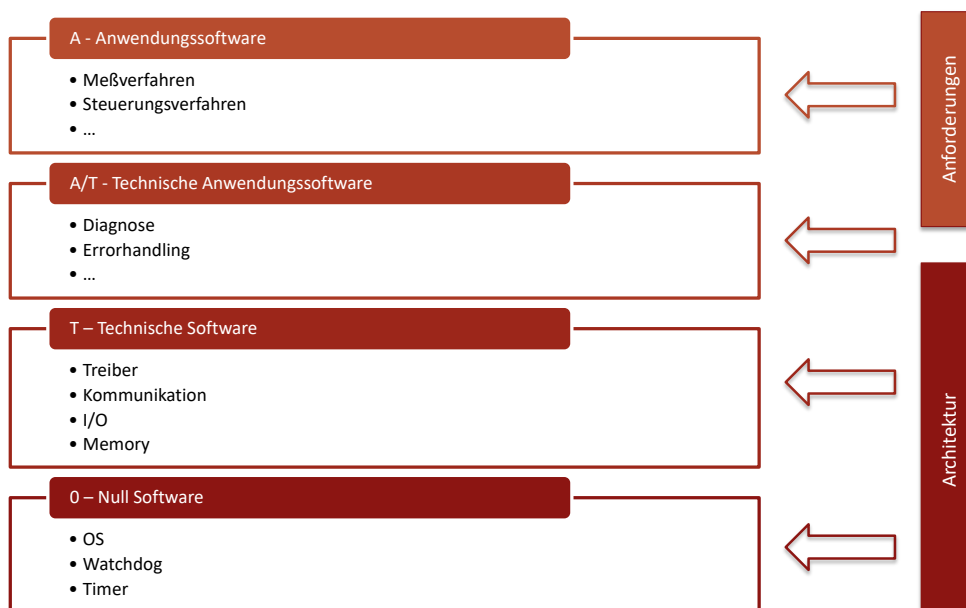 A - Anwendungssoftware
• Meßverfahren
• Steuerungsverfahren
• ...
A/T - Technische Anwendungssoftware
• Diagnose
• Errorhandling
• ...
T – Technische Software
• Treiber
• Kommunikation
• I/O
• Memory
0 – Null Software
• OS
• Watchdog
• Timer
Anforderungen
Architektur